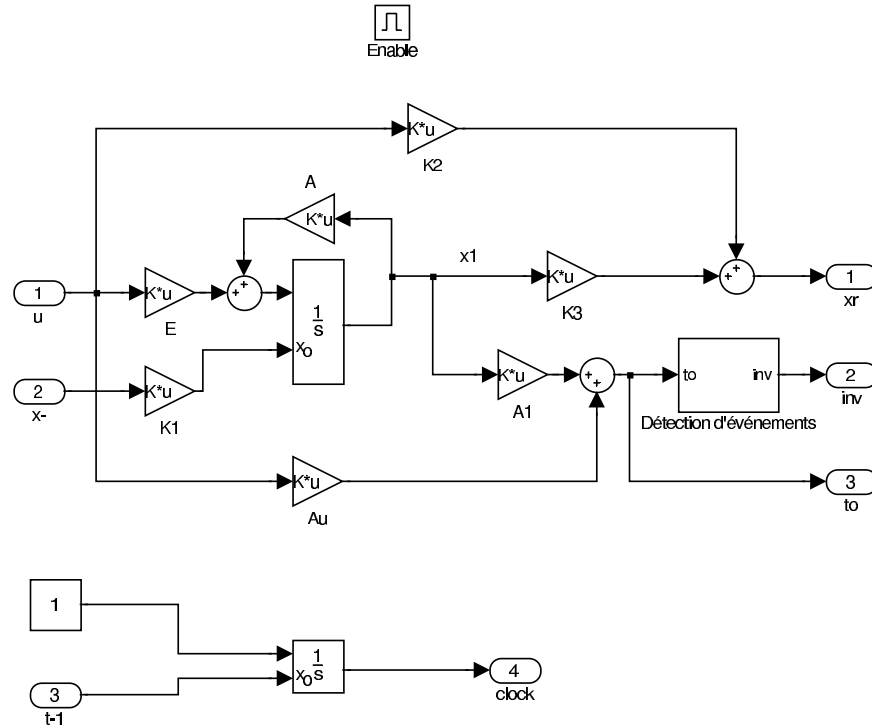 Enable
K*u
K2
A
K*u
x1
1
u
K*u
E
+
+
1
s
xo
K*u
K3
+
+
1
xr
2
x-
K*u
K1
K*u
A1
+
+
to
inv
Détection d'événements
2
inv
K*u
Au
3
to
1
3
t-1
xo
1
s
4
clock